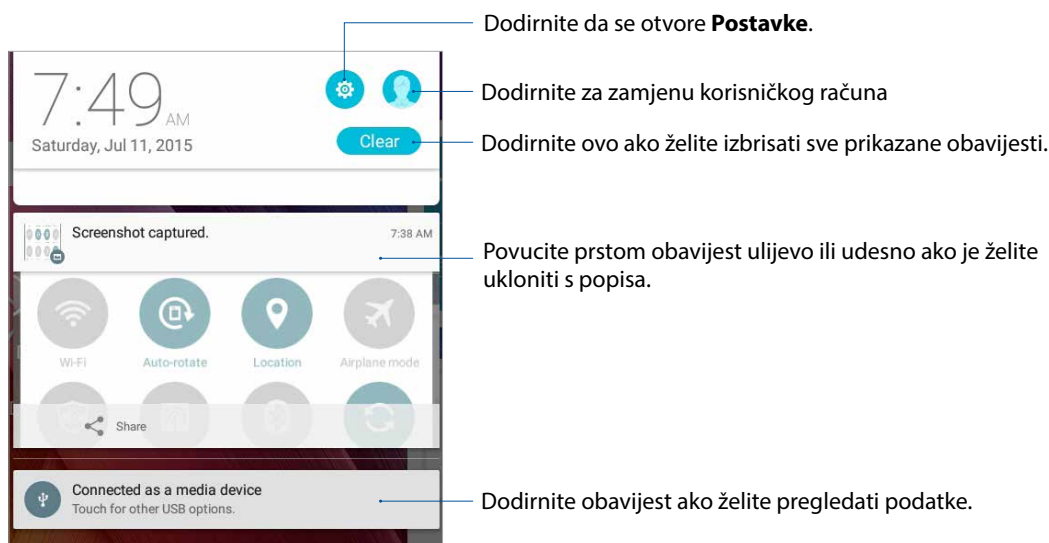 Dodirnite da se otvore Postavke.
7:49 AM
Saturday, Jul 11, 2015
Dodirnite za zamjenu korisničkog računa
Clear
Dodirnite ovo ako želite izbrisati sve prikazane obavijesti.
Screenshot captured.
7:38 AM
Povucite prstom obavijest ulijevo ili udesno ako je želite
ukloniti s popisa.
Wi-Fi
Auto-rotate
Location
Airplane mode
Share
Connected as a media device
Touch for other USB options.
Dodirnite obavijest ako želite pregledati podatke.